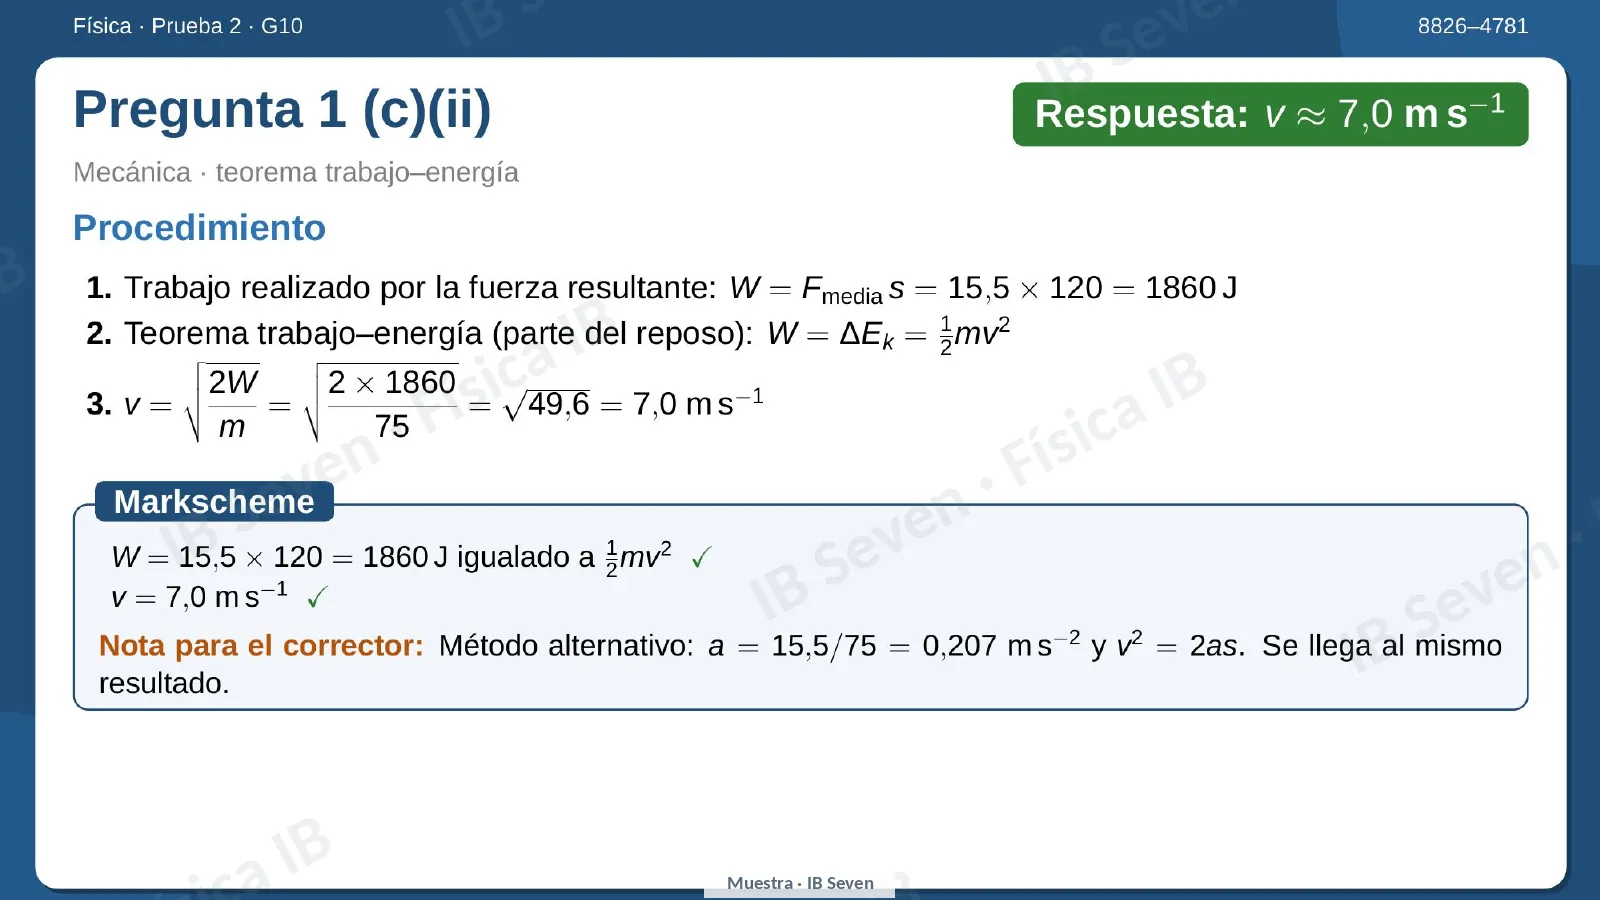 Física · Prueba 2 · G10
8826–4781
Pregunta 1 (c)(ii)
Respuesta: v ≈ 7,0 m s⁻¹
Mecánica · teorema trabajo–energía
Procedimiento
1. Trabajo realizado por la fuerza resultante: W = F_media s = 15,5 × 120 = 1860 J
2. Teorema trabajo–energía (parte del reposo): W = ΔE_k = ½mv²
3. v = √(2W/m) = √(2 × 1860/75) = √49,6 = 7,0 m s⁻¹
Markscheme
W = 15,5 × 120 = 1860 J igualado a ½mv² ✓
v = 7,0 m s⁻¹ ✓
Nota para el corrector: Método alternativo: a = 15,5/75 = 0,207 m s⁻² y v² = 2as. Se llega al mismo
resultado.
IB Seven · Física IB
Muestra · IB Seven